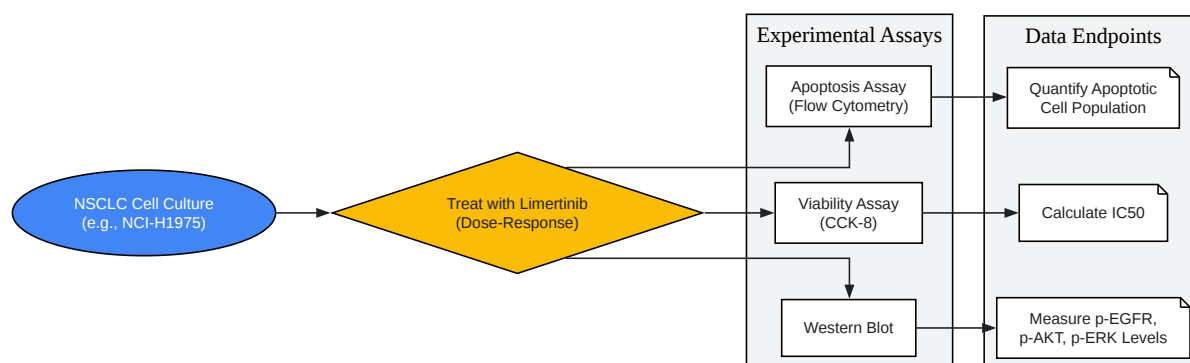 Experimental Assays
Data Endpoints
Apoptosis Assay
(Flow Cytometry)
Quantify Apoptotic
Cell Population
NSCLC Cell Culture
(e.g., NCI-H1975)
Treat with Limertinib
(Dose-Response)
Viability Assay
(CCK-8)
Calculate IC50
Western Blot
Measure p-EGFR,
p-AKT, p-ERK Levels